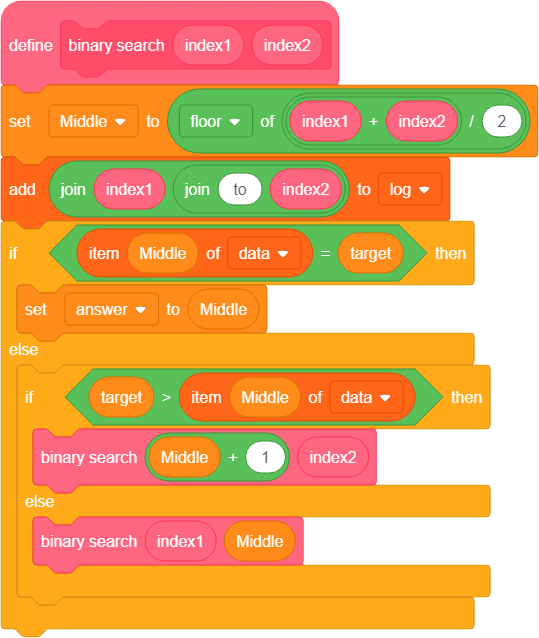 define binary search index1 index2
set Middle to floor of index1 + index2 / 2
add join index1 join to index2 to log
if item Middle of data = target then
set answer to Middle
else
if target > item Middle of data then
binary search Middle + 1 index2
else
binary search index1 Middle